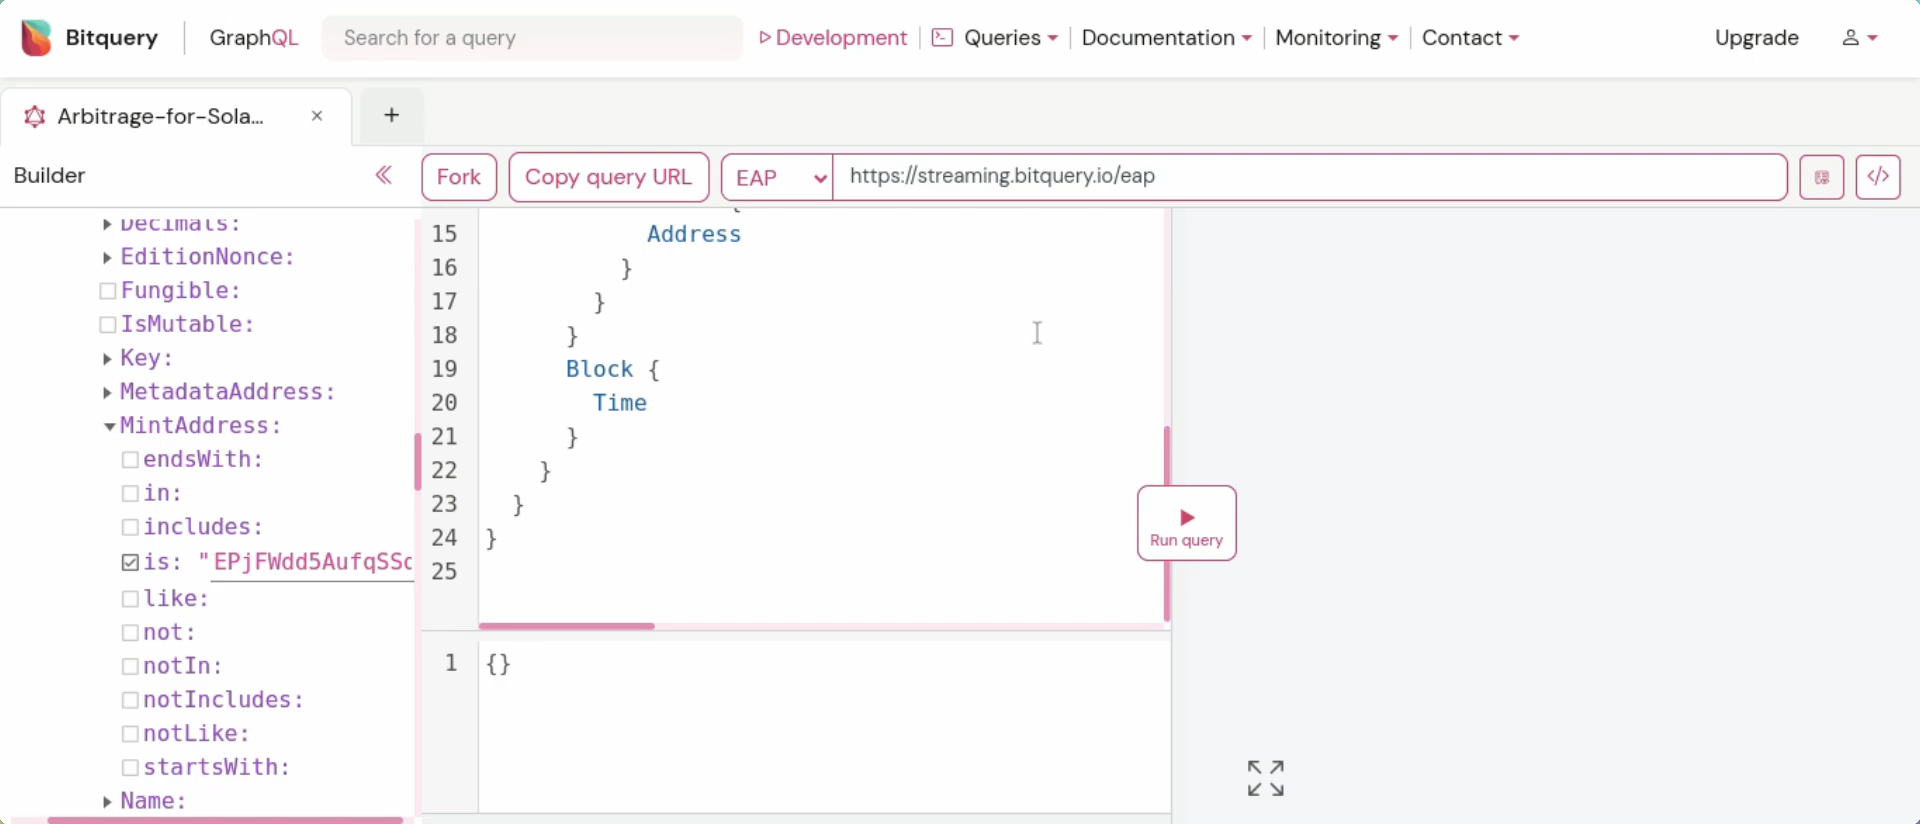 Bitquery
GraphQL
Search for a query
Development
Queries
Documentation
Monitoring
Contact
Upgrade
Arbitrage-for-Sola...
×
+
Builder
Fork
Copy query URL
EAP
https://streaming.bitquery.io/eap
</>
Decimals:
EditionNonce:
Fungible:
IsMutable:
Key:
MetadataAddress:
MintAddress:
endsWith:
in:
includes:
is: "EPjFWdd5AufqSSq
like:
not:
notIn:
notIncludes:
notLike:
startsWith:
Name:
{
15 Address
16 }
17 }
18 }
19 Block {
20 Time
21 }
22 }
23 }
24 }
25
1 {}
Run query